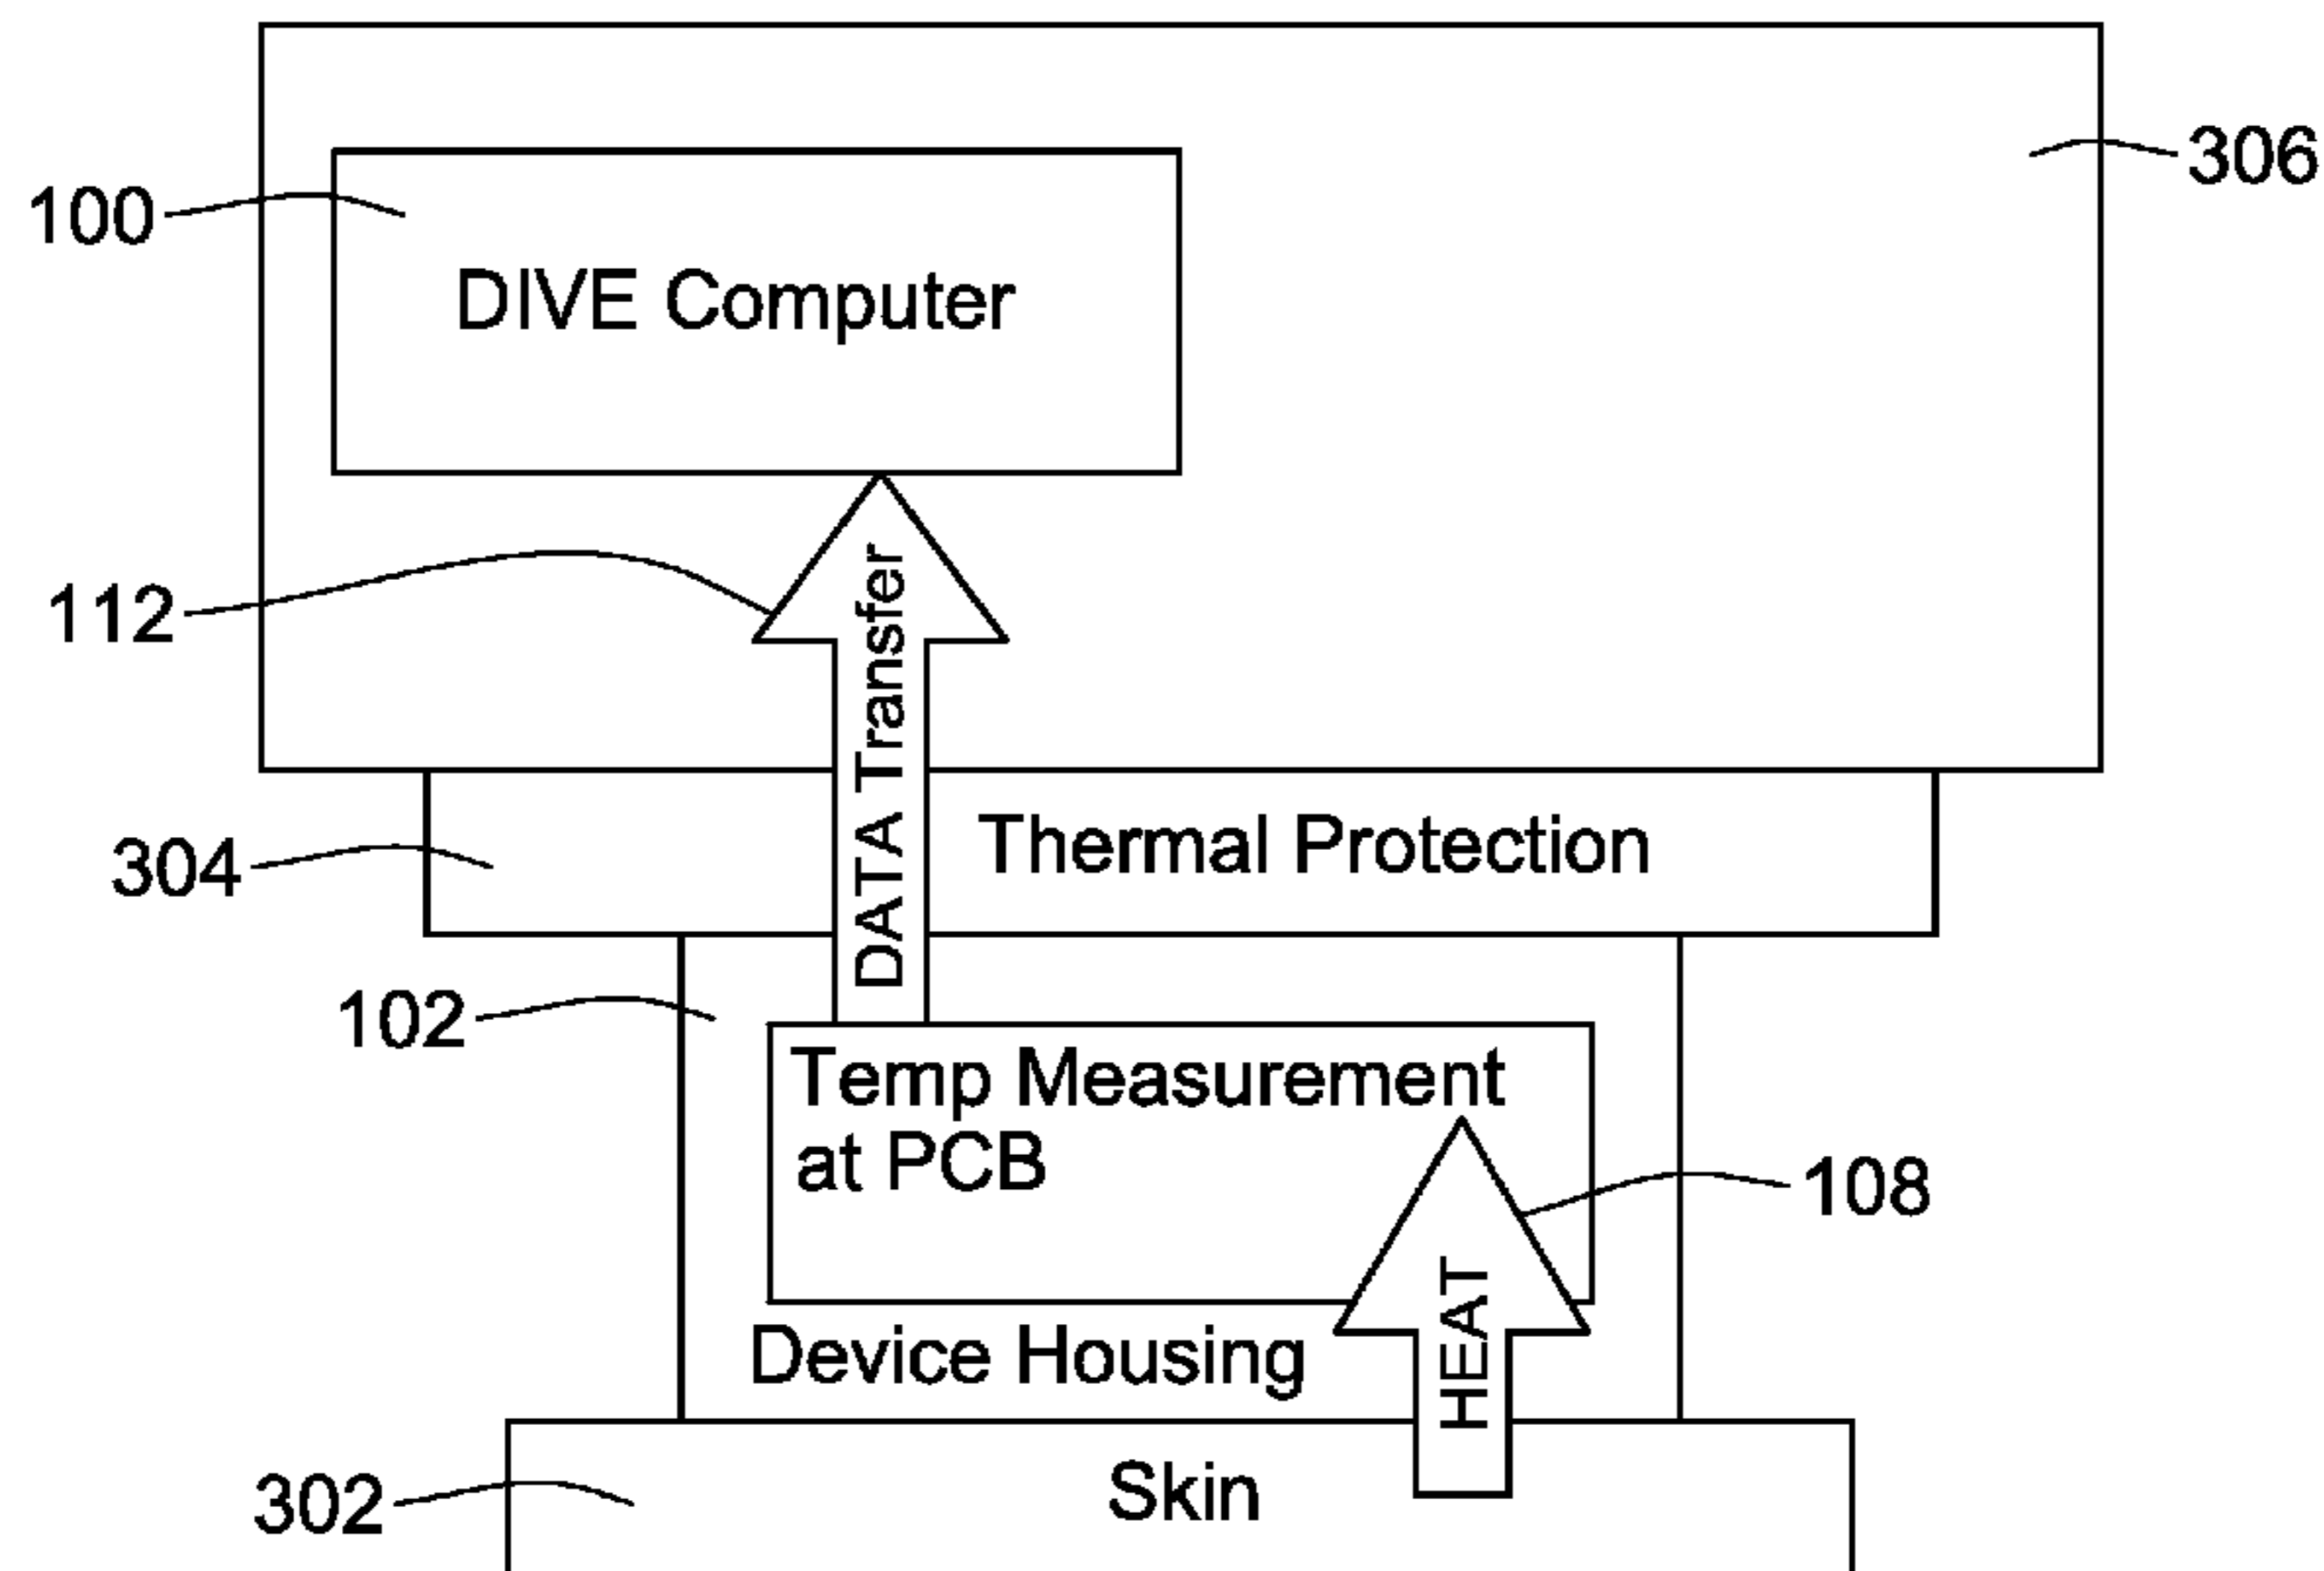 306
100
DIVE Computer
112
DATA Transfer
Thermal Protection
304
102
Temp Measurement
at PCB
108
HEAT
Device Housing
Skin
302